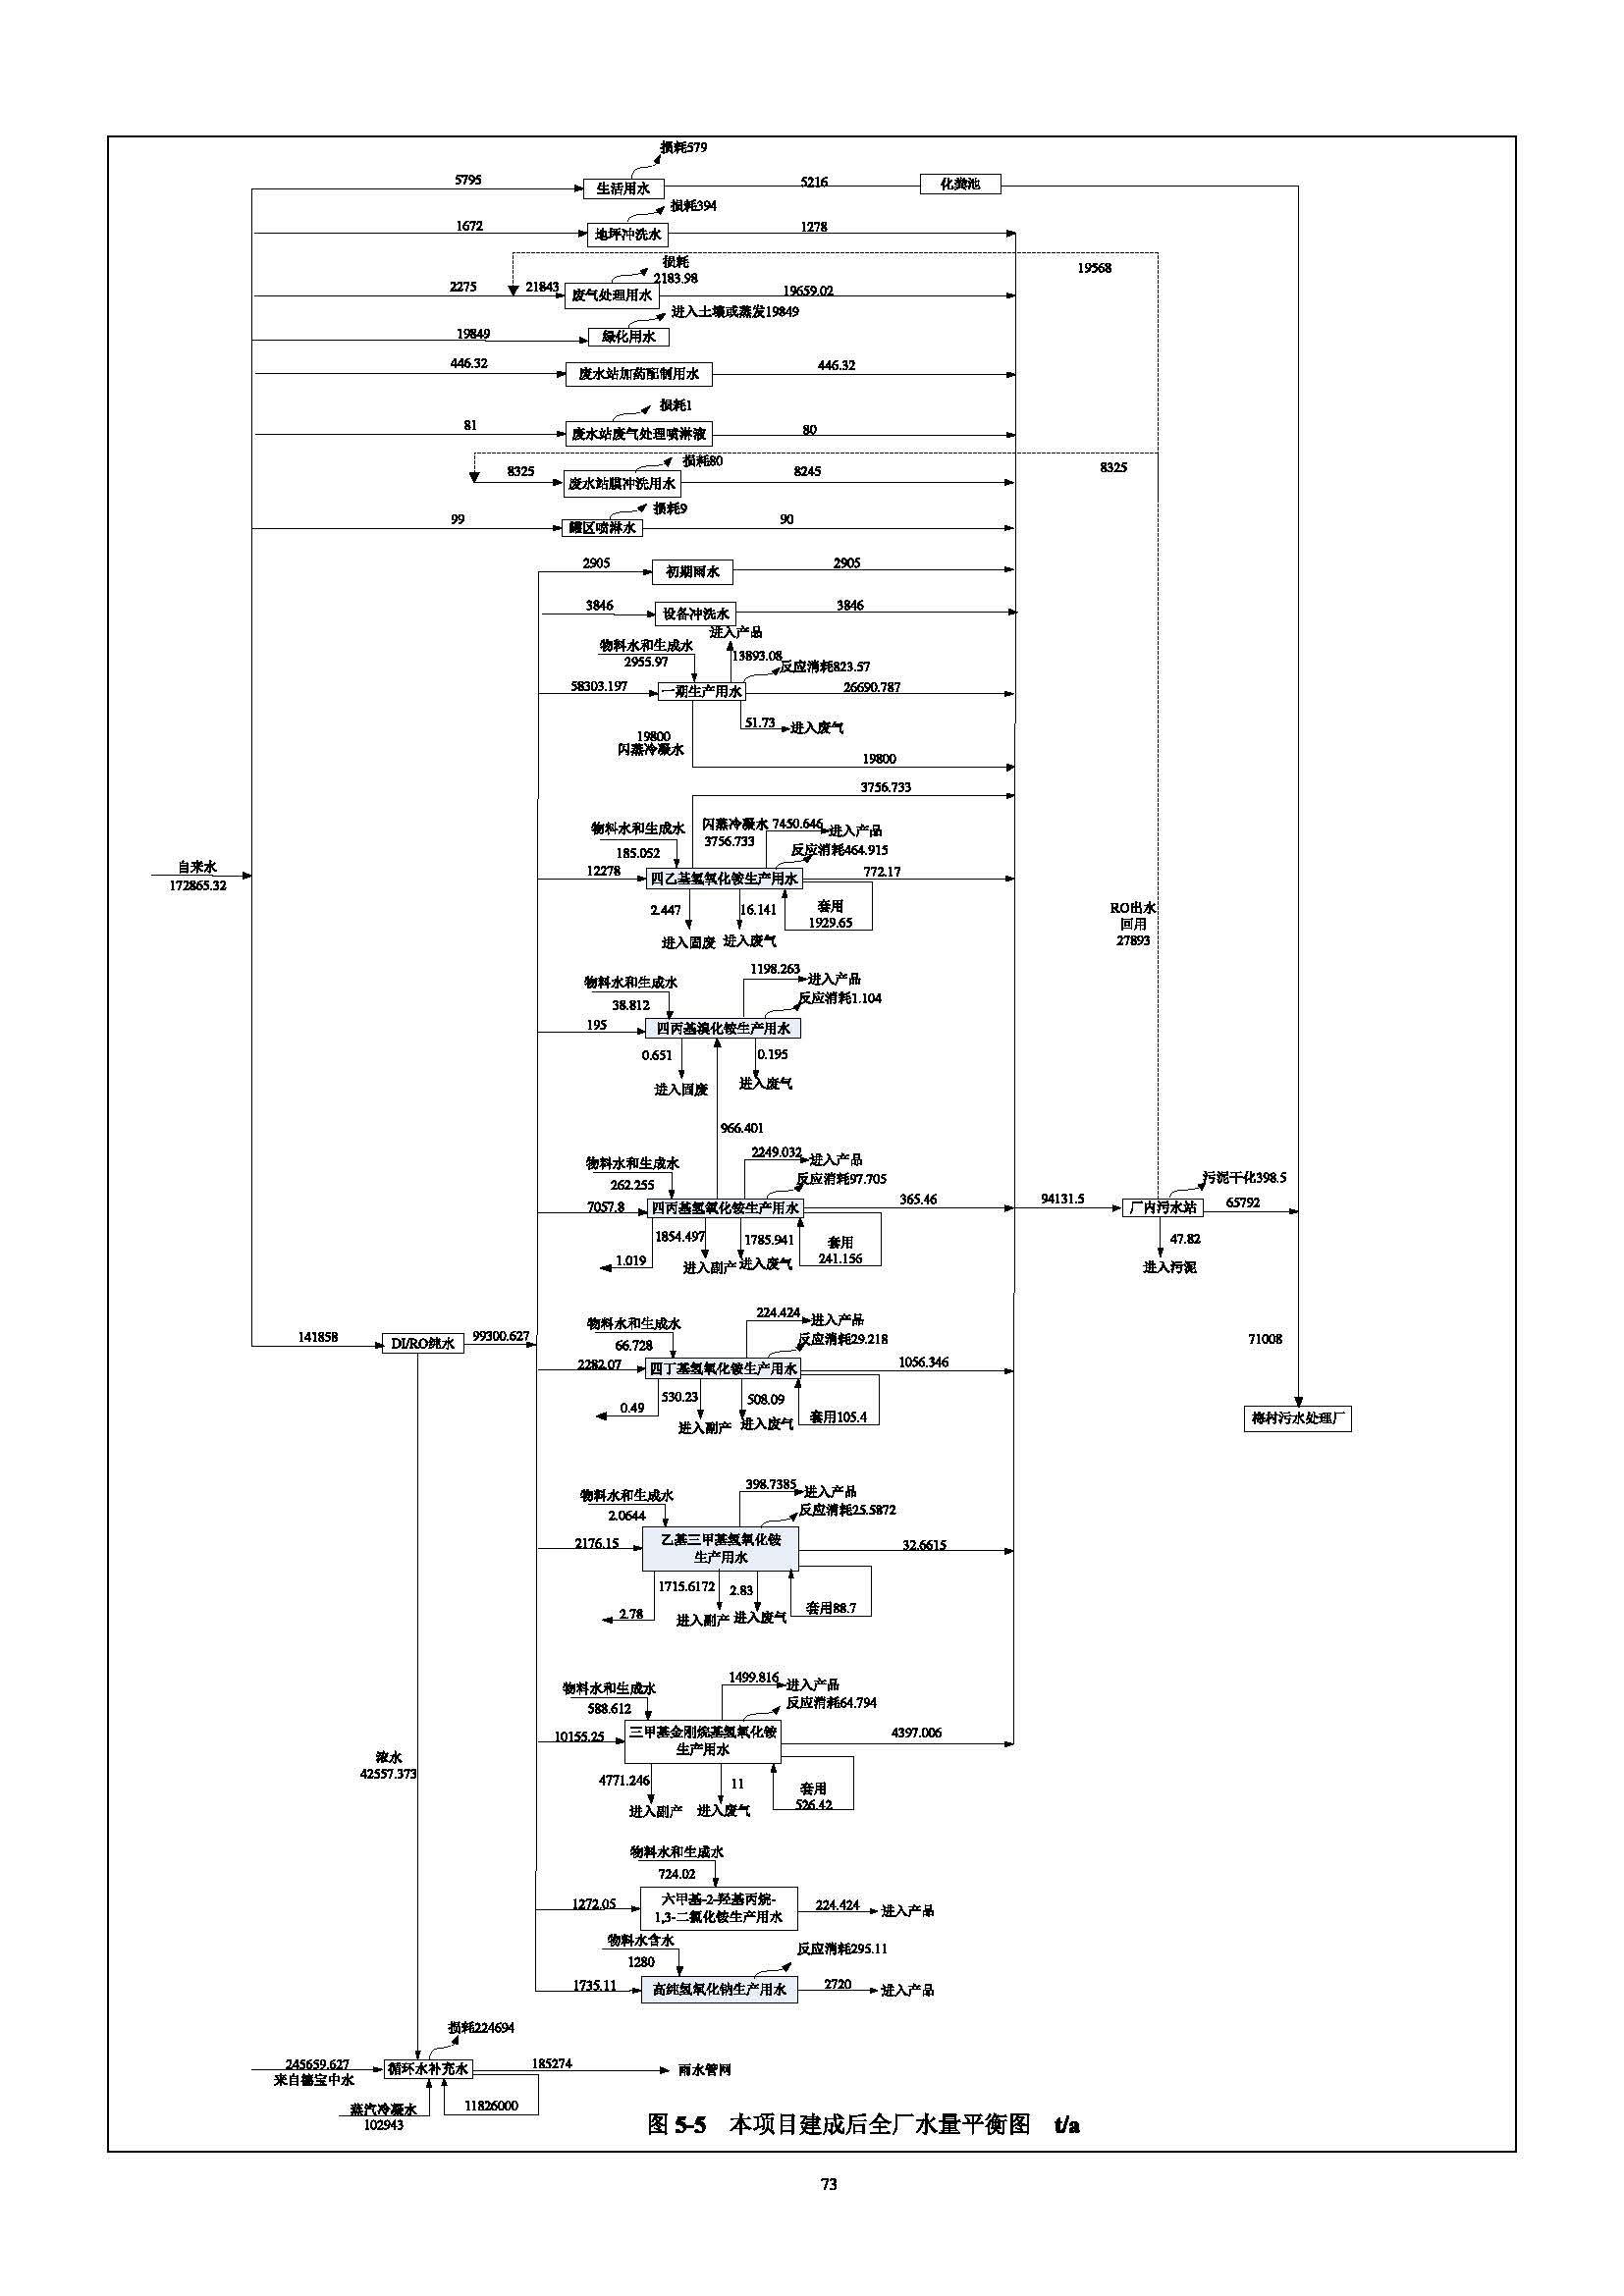 损耗579
5795
生活用水
5216
化粪池
损耗394
1672
地坪冲洗水
1278
损耗
2183.98
19568
2275
21843
废气处理用水
19659.02
进入土壤或蒸发19849
19849
绿化用水
446.32
废水站加药配制用水
446.32
损耗1
81
废水站废气处理喷淋液
80
损耗80
8325
废水站膜冲洗用水
8245
8325
损耗9
99
罐区喷淋水
90
2905
初期雨水
2905
3846
设备冲洗水
3846
进入产品
物料水和生成水
2955.97
13893.08
反应消耗823.57
58303.197
一期生产用水
26690.787
51.73
进入废气
19800
闪蒸冷凝水
19800
3756.733
物料水和生成水
185.052
闪蒸冷凝水
3756.733
7450.646
进入产品
反应消耗464.915
自来水
172865.32
12278
四乙基氢氧化铵生产用水
772.17
2.447
16.141
套用
1929.65
进入固废
进入废气
RO出水
回用
27893
1198.263
进入产品
物料水和生成水
38.812
反应消耗1.104
195
四丙基溴化铵生产用水
0.651
0.195
进入固废
进入废气
966.401
2249.032
进入产品
物料水和生成水
262.255
反应消耗97.705
7057.8
四丙基氢氧化铵生产用水
365.46
94131.5
厂内污水站
污泥干化398.5
65792
1854.497
1785.941
套用
241.156
1.019
进入副产
进入废气
47.82
进入污泥
224.424
进入产品
物料水和生成水
66.728
反应消耗29.218
141858
DI/RO纯水
99300.627
2282.07
四丁基氢氧化铵生产用水
1056.346
71008
530.23
508.09
0.49
套用105.4
进入副产
进入废气
梅村污水处理厂
398.7385
进入产品
物料水和生成水
2.0644
反应消耗25.5872
2176.15
乙基三甲基氢氧化铵
生产用水
32.6615
1715.6172
2.83
2.78
套用88.7
进入副产
进入废气
1499.816
进入产品
物料水和生成水
588.612
反应消耗64.794
10155.25
三甲基金刚烷基氢氧化铵
生产用水
4397.006
浓水
42557.373
4771.246
11
套用
526.42
进入副产
进入废气
物料水和生成水
724.02
1272.05
六甲基-2-羟基丙烷-
1,3-二氯化铵生产用水
224.424
进入产品
物料水含水
1280
反应消耗295.11
1735.11
高纯氢氧化钠生产用水
2720
进入产品
损耗224694
245659.627
来自德宝中水
循环水补充水
185274
雨水管网
蒸汽冷凝水
102943
11826000
图 5-5 本项目建成后全厂水量平衡图 t/a
73